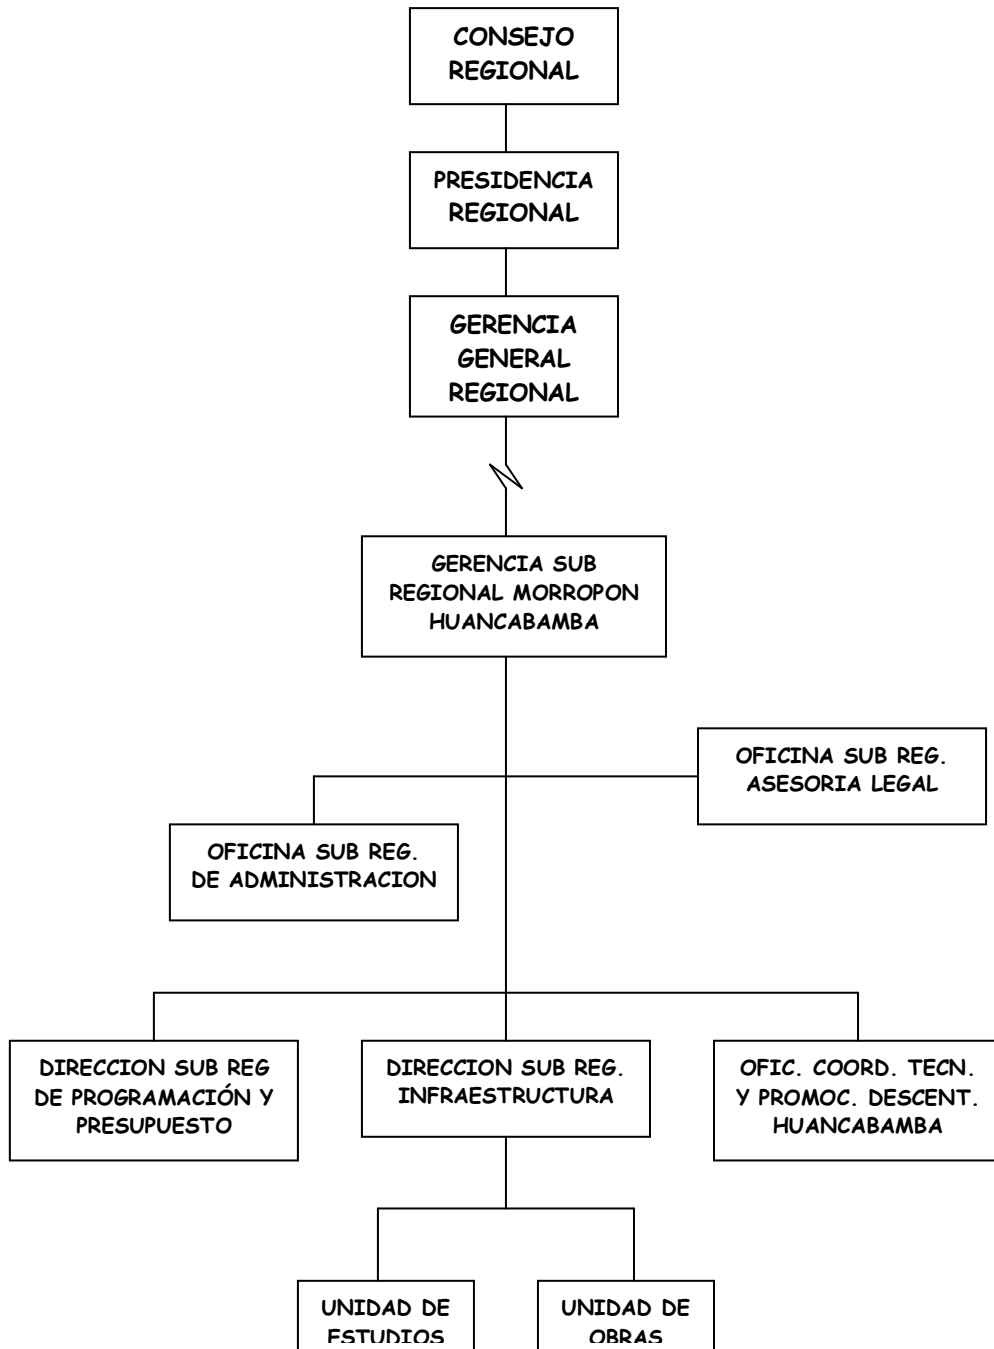 CONSEJO
REGIONAL
PRESIDENCIA
REGIONAL
GERENCIA
GENERAL
REGIONAL
GERENCIA SUB
REGIONAL MORROPON
HUANCABAMBA
OFICINA SUB REG.
ASESORIA LEGAL
OFICINA SUB REG.
DE ADMINISTRACION
DIRECCION SUB REG
DE PROGRAMACIÓN Y
PRESUPUESTO
DIRECCION SUB REG.
INFRAESTRUCTURA
OFIC. COORD. TECN.
Y PROMOC. DESCENT.
HUANCABAMBA
UNIDAD DE
ESTUDIOS
UNIDAD DE
OBRAS